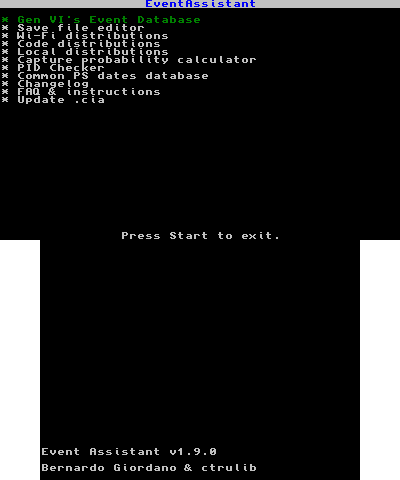 EventAssistant
* Gen VI's Event Database
* Save file editor
* Wi-Fi distributions
* Code distributions
* Local distributions
* Capture probability calculator
* PID Checker
* Common PS dates database
* Changelog
* FAQ & instructions
* Update .cia
Press Start to exit.
Event Assistant v1.9.0
Bernardo Giordano & ctrulib